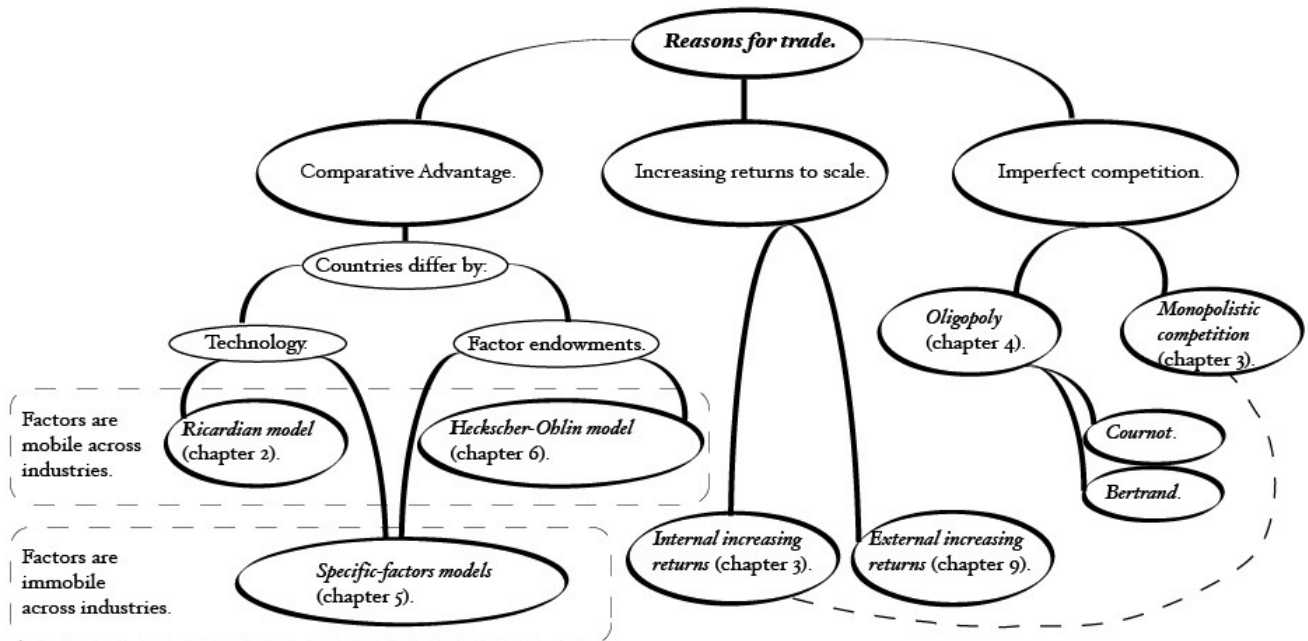 Reasons for trade.
Comparative Advantage.
Increasing returns to scale.
Imperfect competition.
Countries differ by:
Technology.
Factor endowments.
Oligopoly
(chapter 4).
Monopolistic
competition
(chapter 3).
Factors are
mobile across
industries.
Ricardian model
(chapter 2).
Heckscher-Ohlin model
(chapter 6).
Cournot.
Bertrand.
Factors are
immobile
across industries.
Specific-factors models
(chapter 5).
Internal increasing
returns (chapter 3).
External increasing
returns (chapter 9).